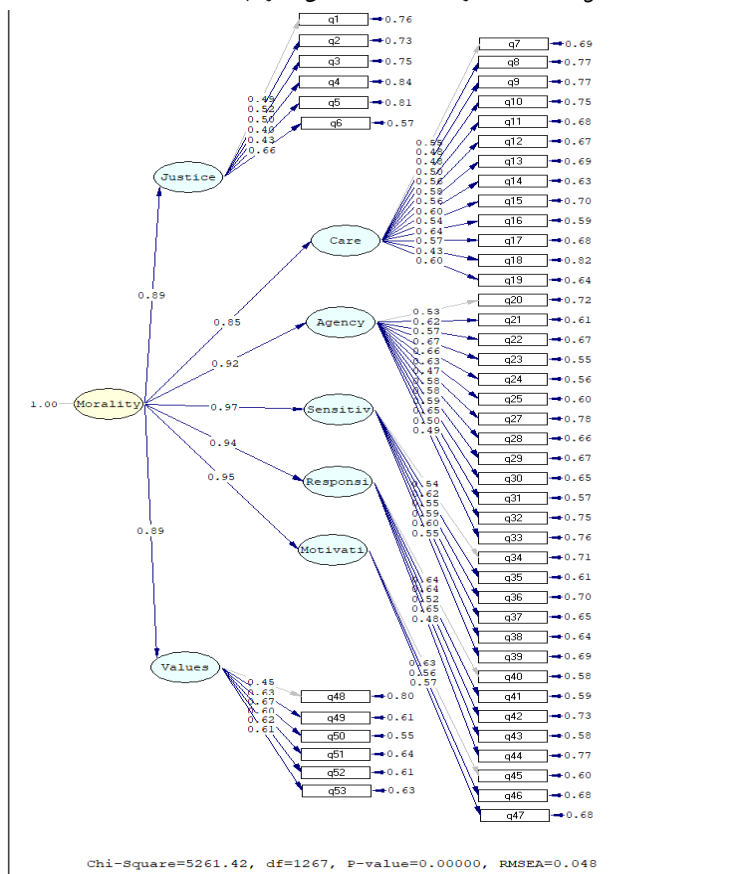 q1 0.76
q2 0.73
q3 0.75
q4 0.84
q5 0.81
q6 0.57
0.49
0.52
0.50
0.40
0.43
0.66
Justice
q7 0.69
q8 0.77
q9 0.77
q10 0.75
q11 0.68
q12 0.67
q13 0.69
q14 0.63
q15 0.70
q16 0.59
q17 0.68
q18 0.82
q19 0.64
0.55
0.48
0.48
0.50
0.56
0.58
0.56
0.60
0.54
0.64
0.57
0.43
0.60
Care
q20 0.72
q21 0.61
q22 0.67
q23 0.55
q24 0.56
q25 0.60
q27 0.78
q28 0.66
q29 0.67
q30 0.65
q31 0.57
q32 0.75
q33 0.76
0.53
0.62
0.57
0.67
0.66
0.63
0.47
0.58
0.58
0.59
0.65
0.50
0.49
Agency
q34 0.71
q35 0.61
q36 0.70
q37 0.65
q38 0.64
q39 0.69
0.54
0.62
0.55
0.59
0.60
0.55
Sensitiv
q40 0.58
q41 0.59
q42 0.73
q43 0.58
q44 0.77
0.64
0.64
0.52
0.65
0.48
Responsi
q45 0.60
q46 0.68
q47 0.68
0.63
0.56
0.57
Motivati
0.89
0.85
0.92
0.97
0.94
0.95
0.89
1.00 Morality
Values
0.45
0.63
0.67
0.60
0.62
0.61
q48 0.80
q49 0.61
q50 0.55
q51 0.64
q52 0.61
q53 0.63
Chi-Square=5261.42, df=1267, P-value=0.00000, RMSEA=0.048